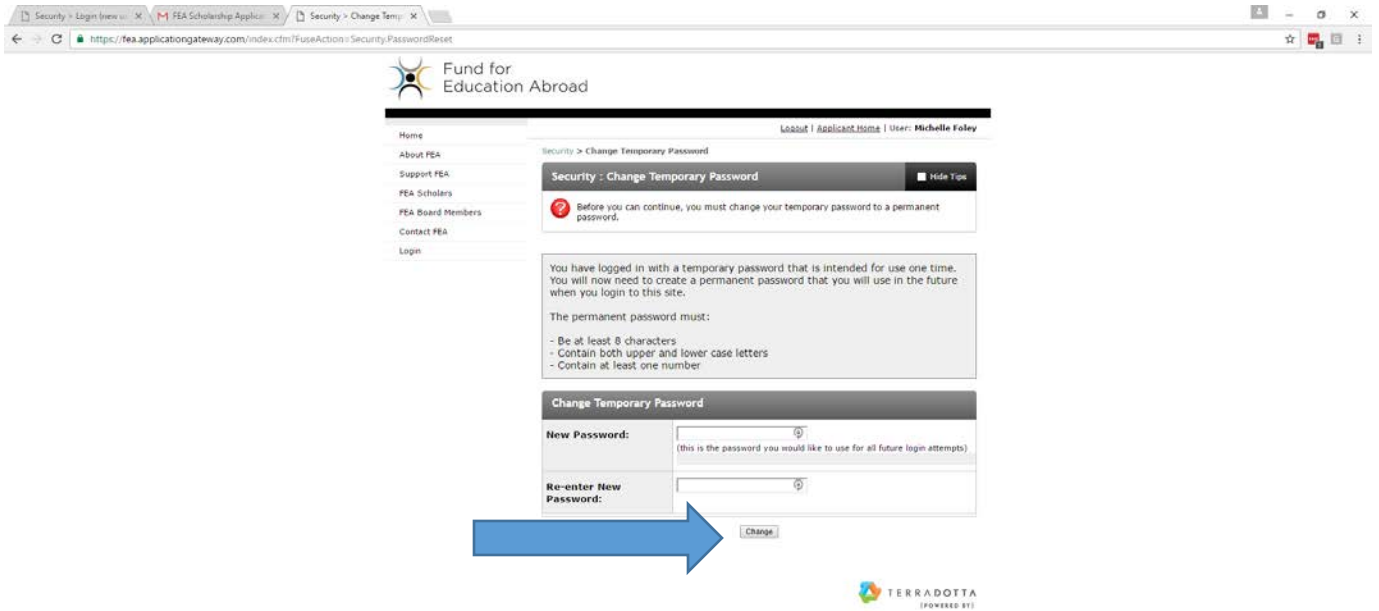 Security > Login (new u
FEA Scholarship Applica
Security > Change Temp
https://fea.applicationgateway.com/index.cfm?FuseAction=Security.PasswordReset
Fund for
Education Abroad
Logout | Applicant Home | User: Michelle Foley
Home
About FEA
Support FEA
FEA Scholars
FEA Board Members
Contact FEA
Login
Security > Change Temporary Password
Security : Change Temporary Password
Hide Tips
Before you can continue, you must change your temporary password to a permanent
password.
You have logged in with a temporary password that is intended for use one time.
You will now need to create a permanent password that you will use in the future
when you login to this site.
The permanent password must:
- Be at least 8 characters
- Contain both upper and lower case letters
- Contain at least one number
Change Temporary Password
New Password:
(this is the password you would like to use for all future login attempts)
Re-enter New
Password:
Change
TERRADOTTA
(POWERED BY)